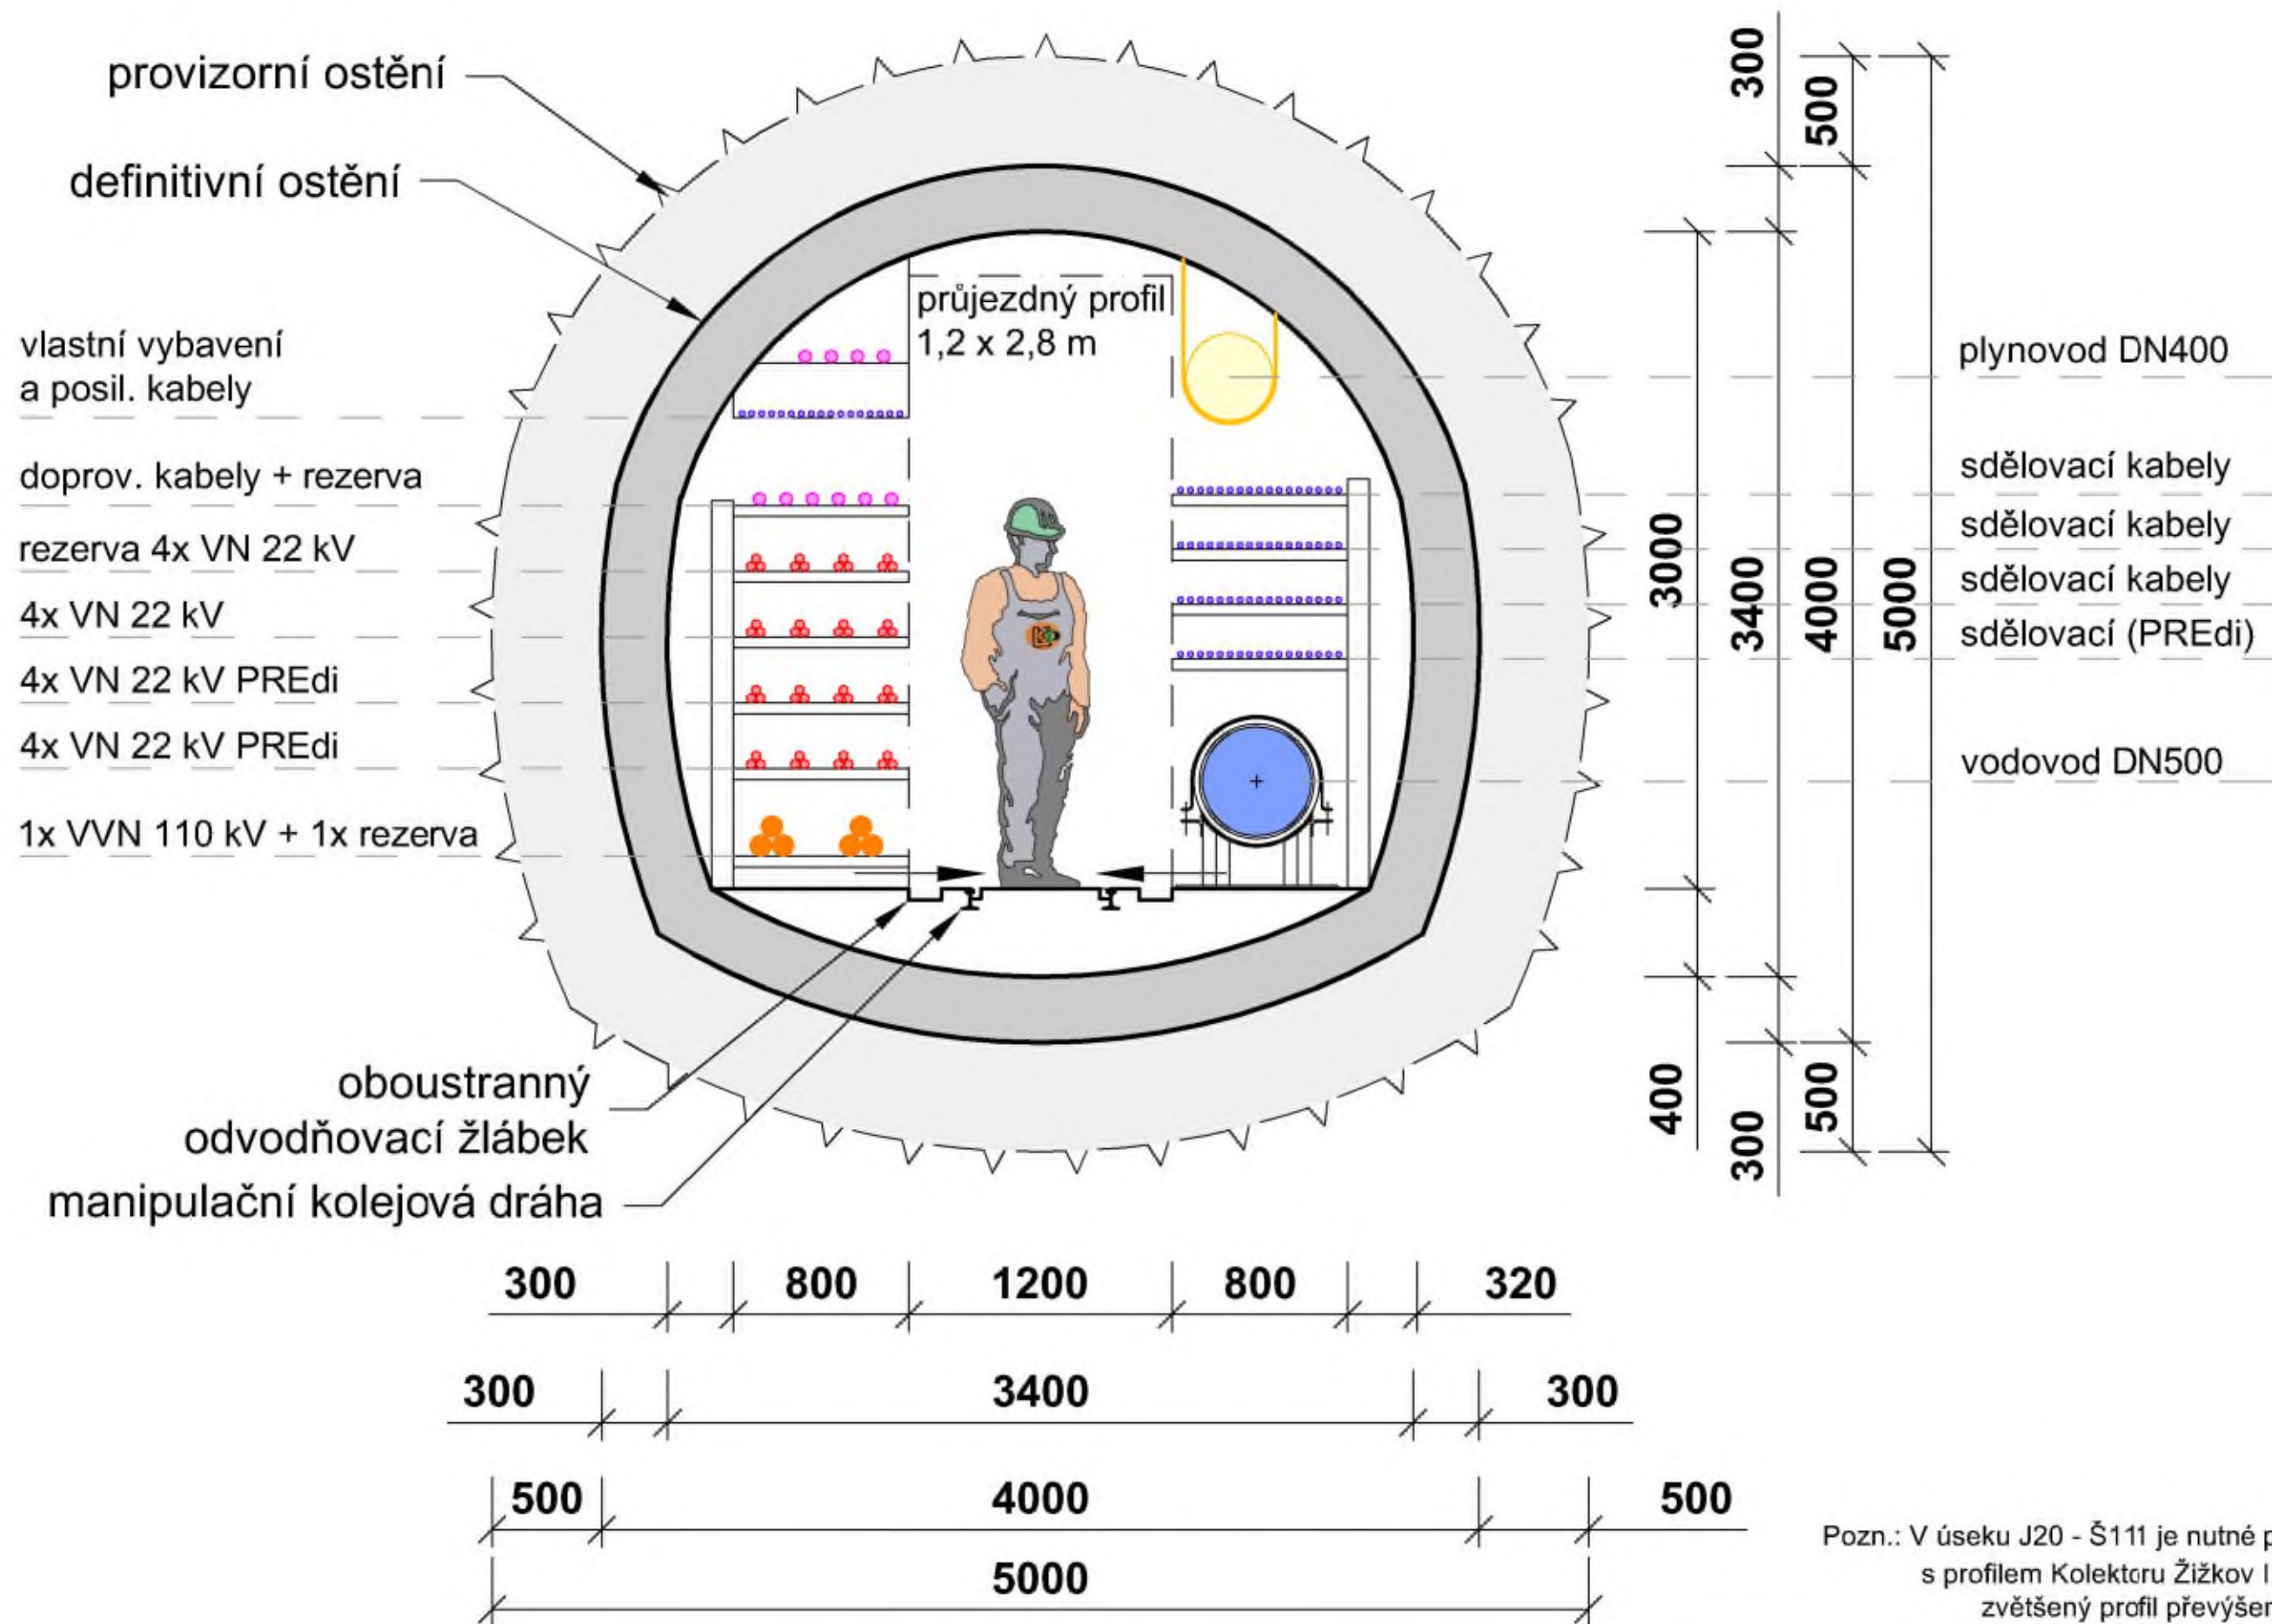 provizorní ostění
definitivní ostění
vlastní vybavení
a posil. kabely
doprov. kabely + rezerva
rezerva 4x VN 22 kV
4x VN 22 kV
4x VN 22 kV PREdi
4x VN 22 kV PREdi
1x VVN 110 kV + 1x rezerva
oboustranný
odvodňovací žlábek
manipulační kolejová dráha
průjezdný profil
1,2 x 2,8 m
plynovod DN400
sdělovací kabely
sdělovací kabely
sdělovací kabely
sdělovací (PREdi)
vodovod DN500
300
500
3000
3400
4000
5000
400
300
500
300 800 1200 800 320
300 3400 300
500 4000 500
5000
Pozn.: V úseku J20 - Š111 je nutné
s profilem Kolektoru Žižkov
zvětšený profil